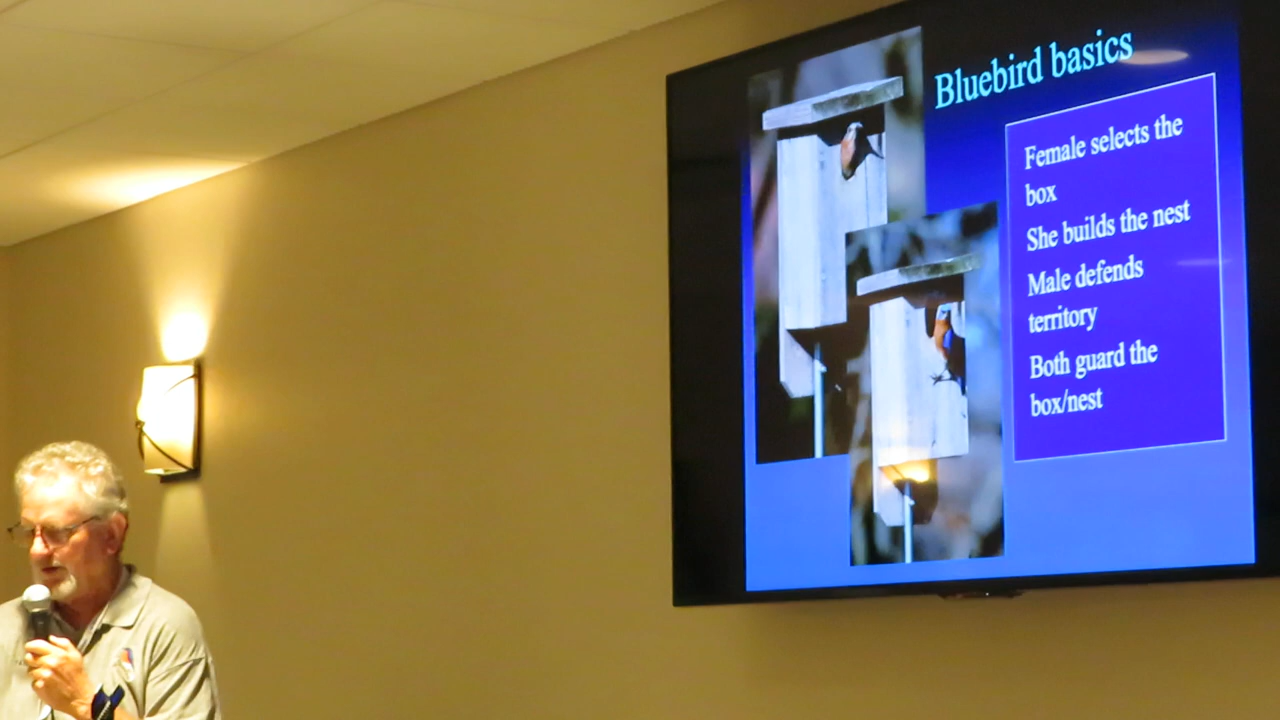 Bluebird basics
Female selects the
box
She builds the nest
Male defends
territory
Both guard the
box/nest